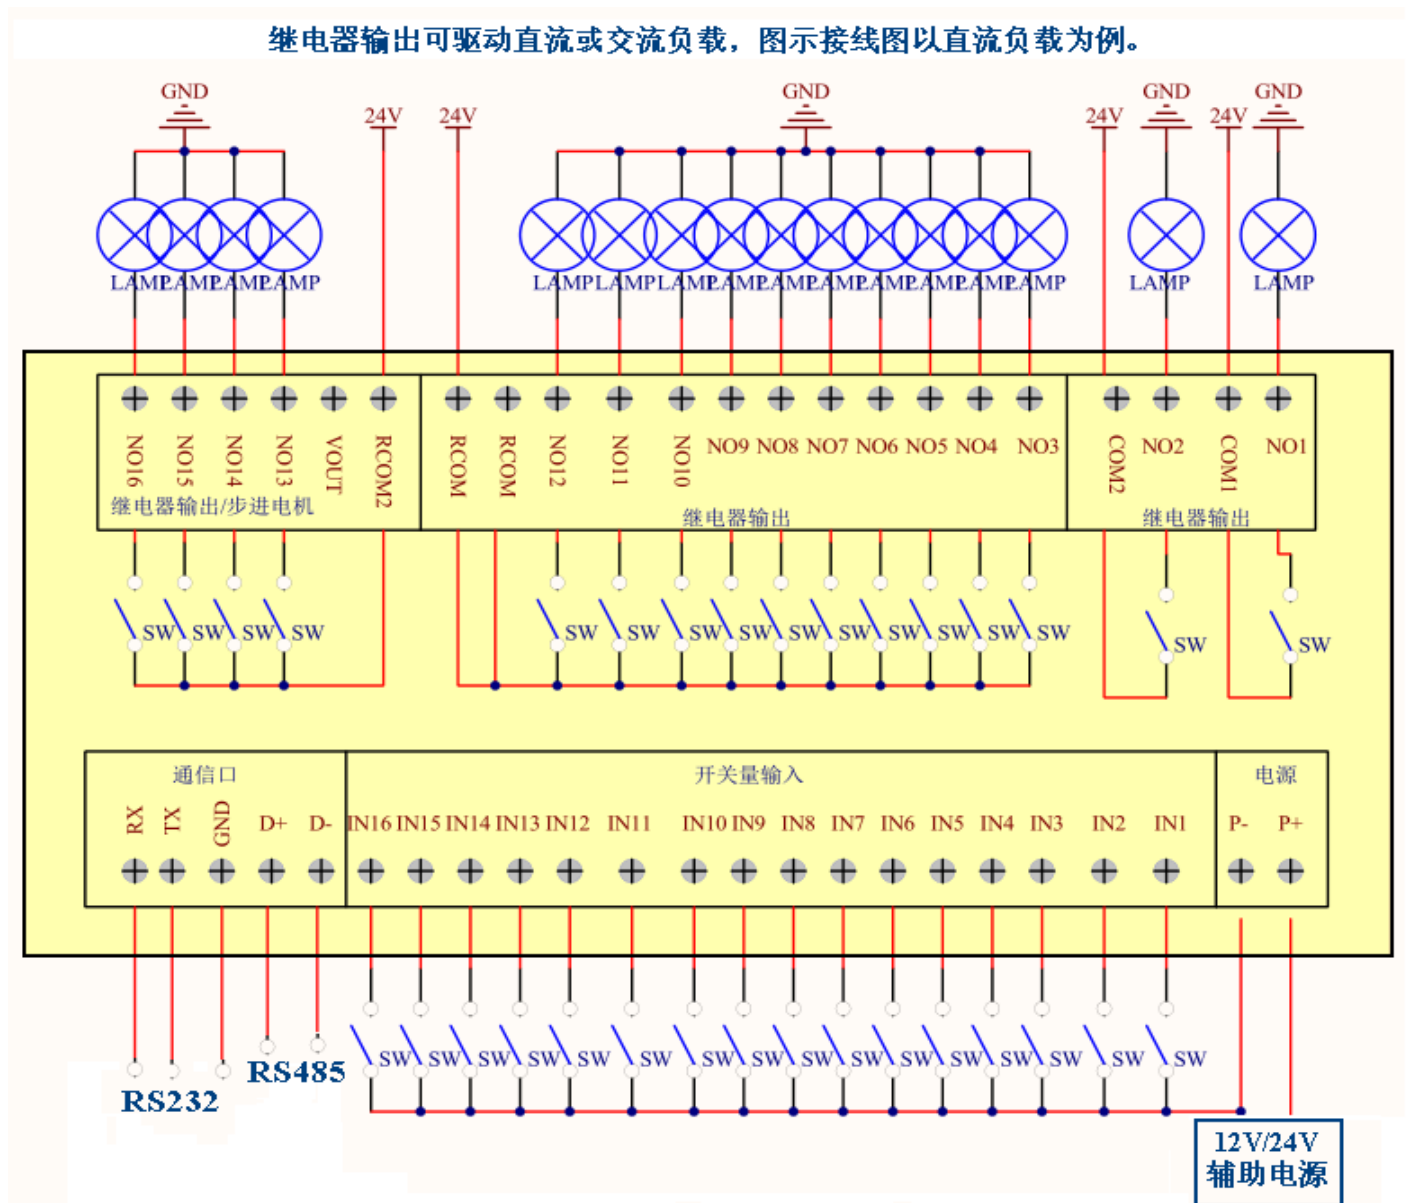 继电器输出可驱动直流或交流负载，图示接线图以直流负载为例。
GND 24V 24V GND 24V GND 24V GND
LAMP LAMP LAMP LAMP LAMP LAMP LAMP LAMP LAMP LAMP LAMP LAMP LAMP LAMP LAMP
NO16 NO15 NO14 NO13 VOUT RCOM2 RCOM RCOM NO12 NO11 NO10 NO9 NO8 NO7 NO6 NO5 NO4 NO3 COM2 NO2 COM1 NO1
继电器输出/步进电机 继电器输出 继电器输出
SW SW SW SW SW SW SW SW SW SW SW SW SW SW SW SW
通信口 开关量输入 电源
RX TX GND D+ D- IN16 IN15 IN14 IN13 IN12 IN11 IN10 IN9 IN8 IN7 IN6 IN5 IN4 IN3 IN2 IN1 P- P+
SW SW SW SW SW SW SW SW SW SW SW SW SW SW SW SW
RS485
RS232
12V/24V
辅助电源